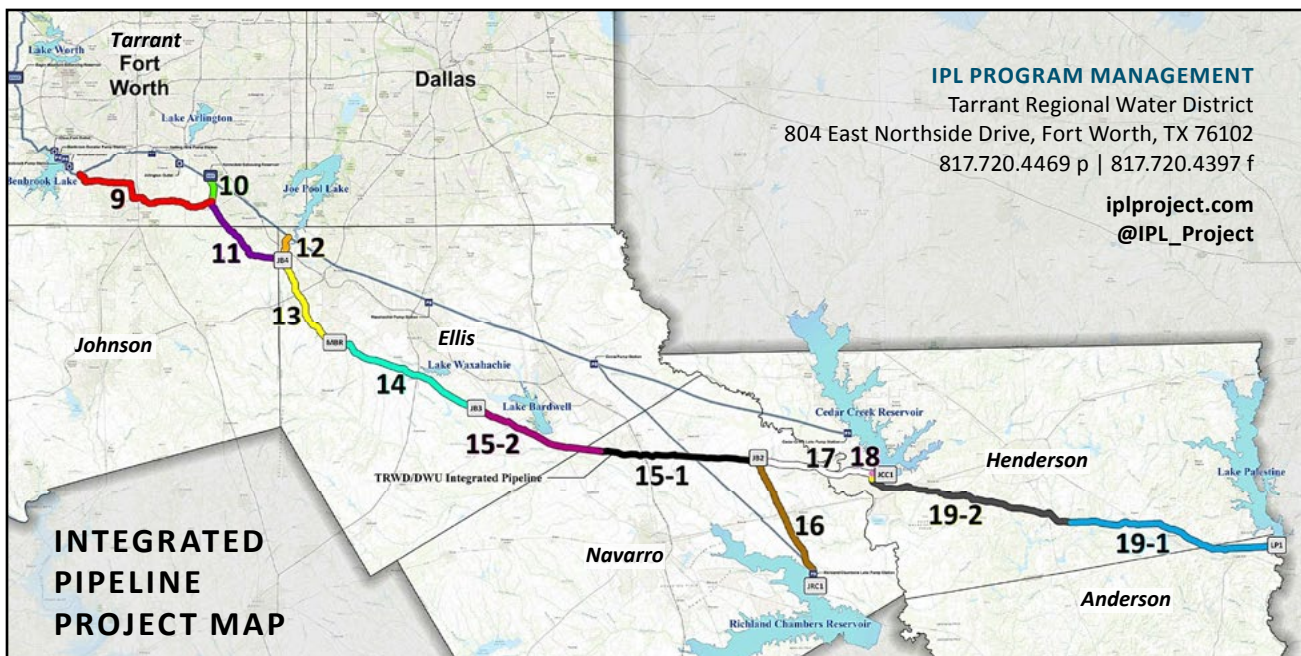 Tarrant
Fort
Worth
Dallas
Lake Worth
Lake Arlington
Benbrook Lake
Joe Pool Lake
IPL PROGRAM MANAGEMENT
Tarrant Regional Water District
804 East Northside Drive, Fort Worth, TX 76102
817.720.4469 p | 817.720.4397 f
iplproject.com
@IPL_Project
9
10
11
12
JB4
13
MBR
Johnson
Ellis
14
Lake Waxahachie
JB3
Lake Bardwell
15-2
TRWD/DWU Integrated Pipeline
15-1
JB2
Cedar Creek Reservoir
17
18
JCC1
Henderson
Lake Palestine
19-2
19-1
LP1
16
Navarro
JRC1
Richland Chambers Reservoir
Anderson
INTEGRATED
PIPELINE
PROJECT MAP